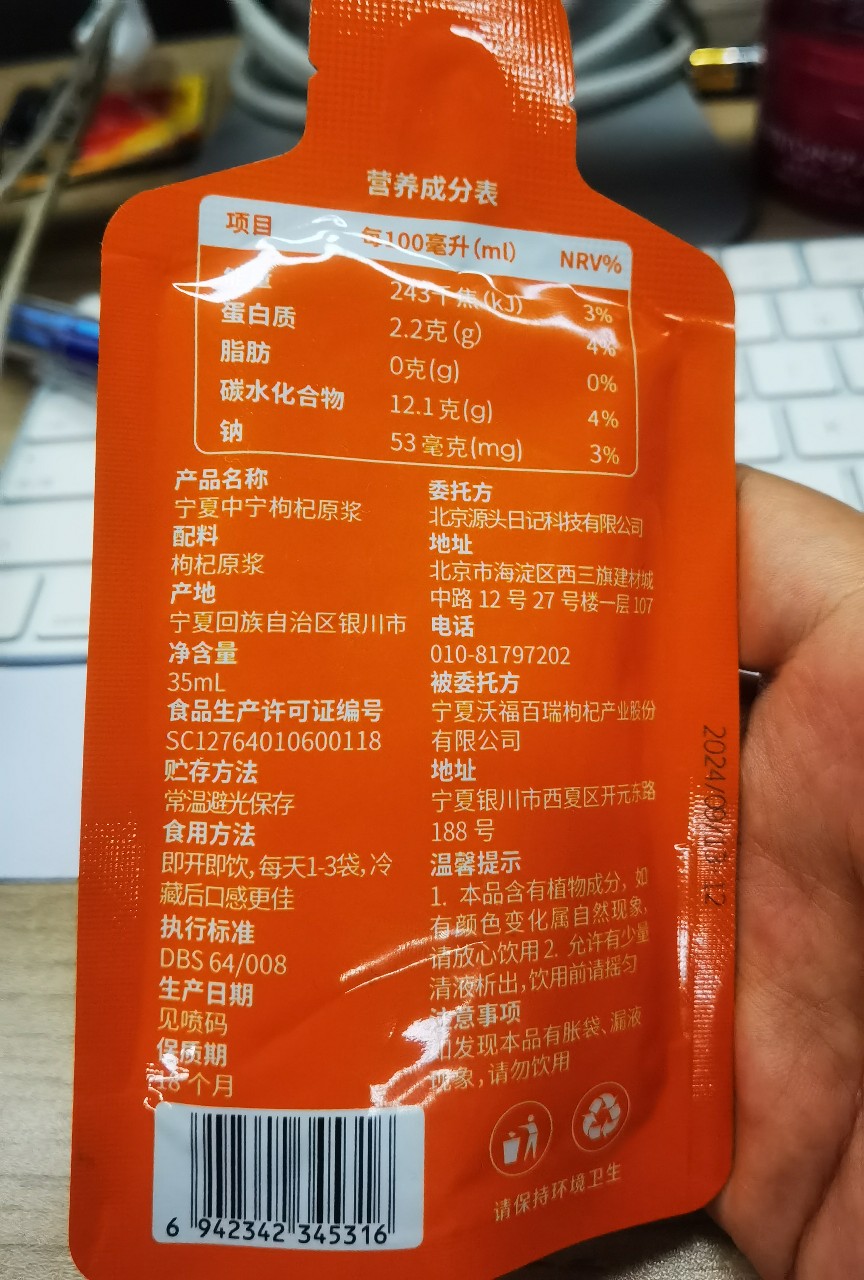 营养成分表
项目 每100毫升(ml) NRV%
243千焦(kJ) 3%
蛋白质 2.2克(g) 4%
脂肪 0克(g) 0%
碳水化合物 12.1克(g) 4%
钠 53毫克(mg) 3%
产品名称
宁夏中宁枸杞原浆
配料
枸杞原浆
产地
宁夏回族自治区银川市
净含量
35mL
食品生产许可证编号
SC12764010600118
贮存方法
常温避光保存
食用方法
即开即饮,每天1-3袋,冷
藏后口感更佳
执行标准
DBS 64/008
生产日期
见喷码
保质期
18个月
6 942342 345316
委托方
北京源头日记科技有限公司
地址
北京市海淀区西三旗建材城
中路 12 号 27 号楼一层 107
电话
010-81797202
被委托方
宁夏沃福百瑞枸杞产业股份
有限公司
地址
宁夏银川市西夏区开元东路
188 号
温馨提示
1. 本品含有植物成分，如
有颜色变化属自然现象,
请放心饮用 2. 允许有少量
清液析出,饮用前请摇匀
注意事项
如发现本品有胀袋、漏液
现象,请勿饮用
请保持环境卫生